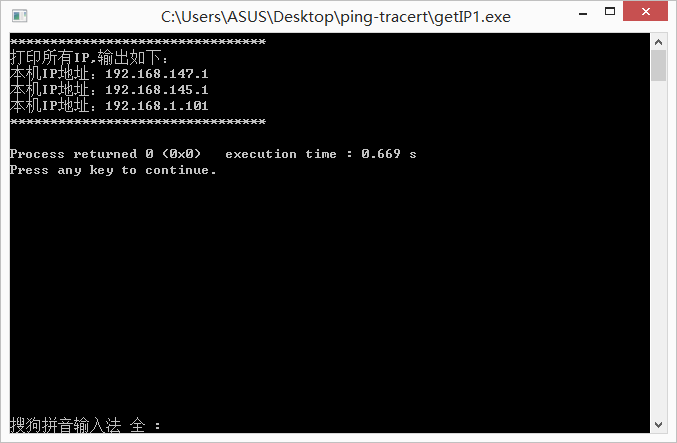 C:\Users\ASUS\Desktop\ping-tracert\getIP1.exe
********************************
打印所有IP,输出如下：
本机IP地址：192.168.147.1
本机IP地址：192.168.145.1
本机IP地址：192.168.1.101
********************************
Process returned 0 (0x0)   execution time : 0.669 s
Press any key to continue.
搜狗拼音输入法 全 :